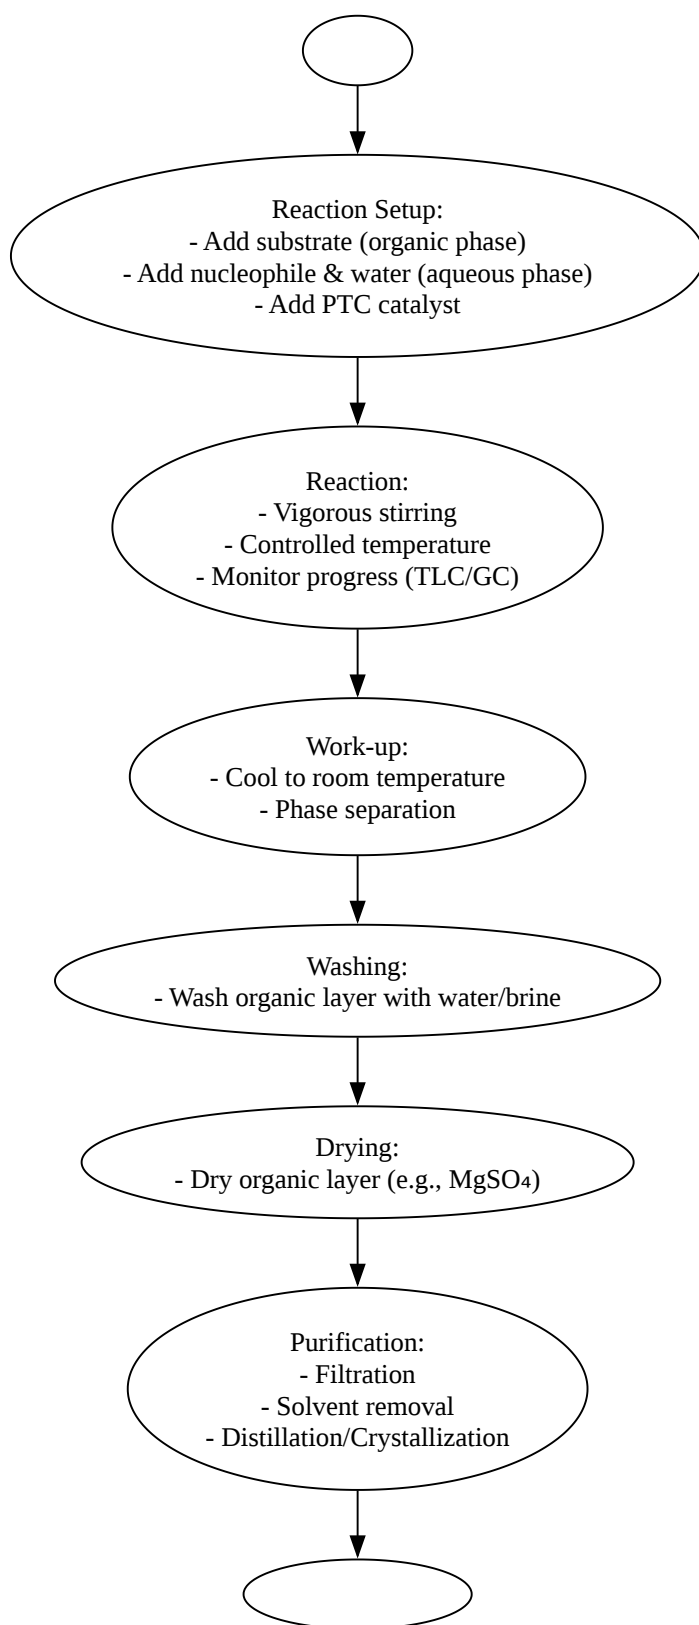 Reaction Setup:
- Add substrate (organic phase)
- Add nucleophile & water (aqueous phase)
- Add PTC catalyst
Reaction:
- Vigorous stirring
- Controlled temperature
- Monitor progress (TLC/GC)
Work-up:
- Cool to room temperature
- Phase separation
Washing:
- Wash organic layer with water/brine
Drying:
- Dry organic layer (e.g., MgSO₄)
Purification:
- Filtration
- Solvent removal
- Distillation/Crystallization